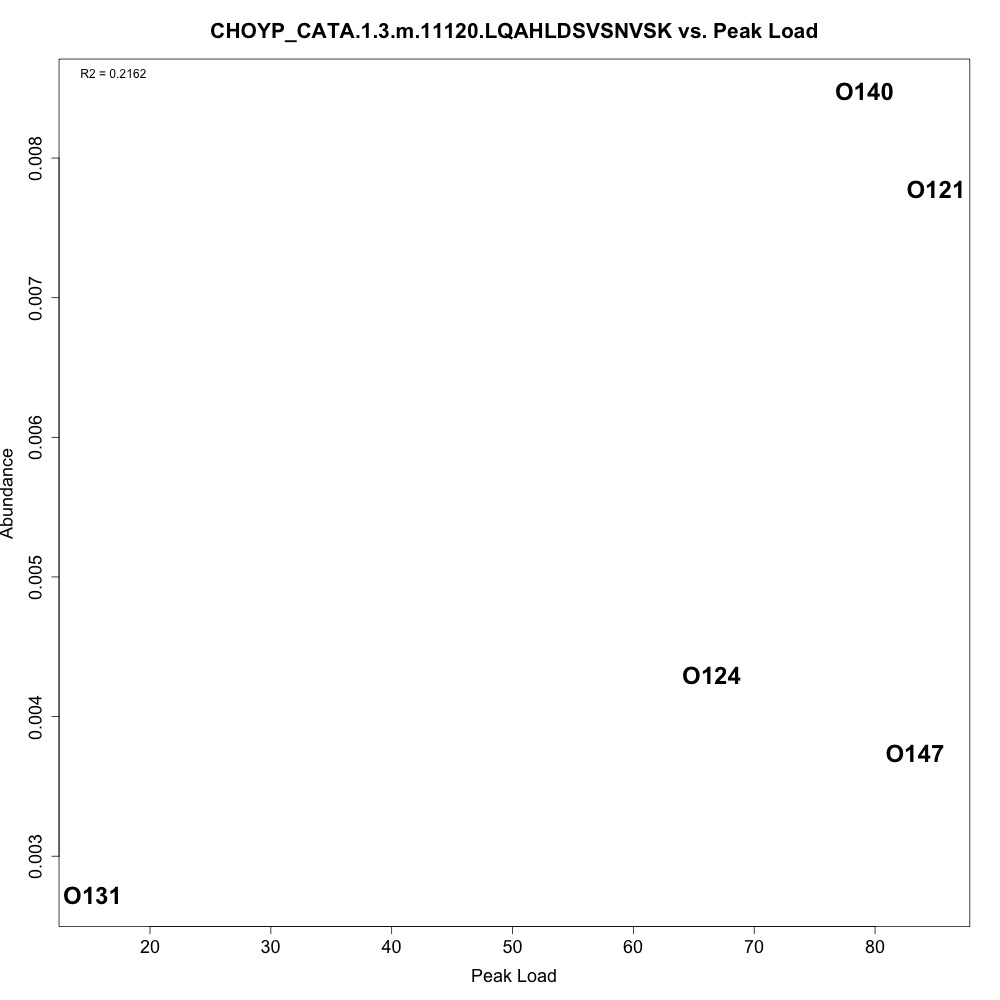 CHOYP_CATA.1.3.m.11120.LQAHLDSVSNVSK vs. Peak Load
R2 = 0.2162
O140
O121
O124
O147
O131
Abundance
0.008
0.007
0.006
0.005
0.004
0.003
20 30 40 50 60 70 80
Peak Load